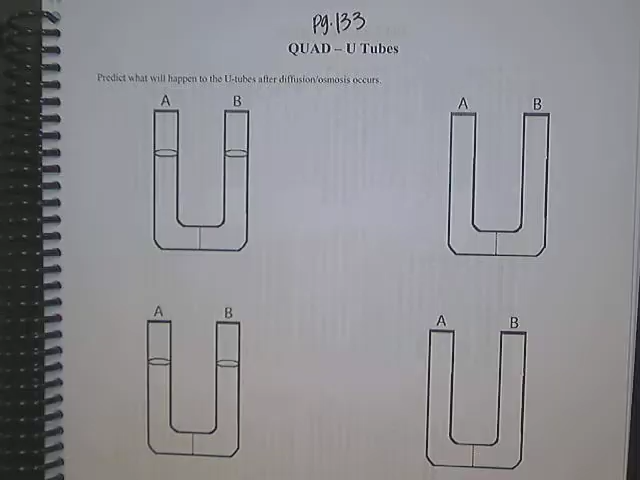 pg.133
QUAD – U Tubes
Predict what will happen to the U-tubes after diffusion/osmosis occurs.
A B
A B
A B
A B